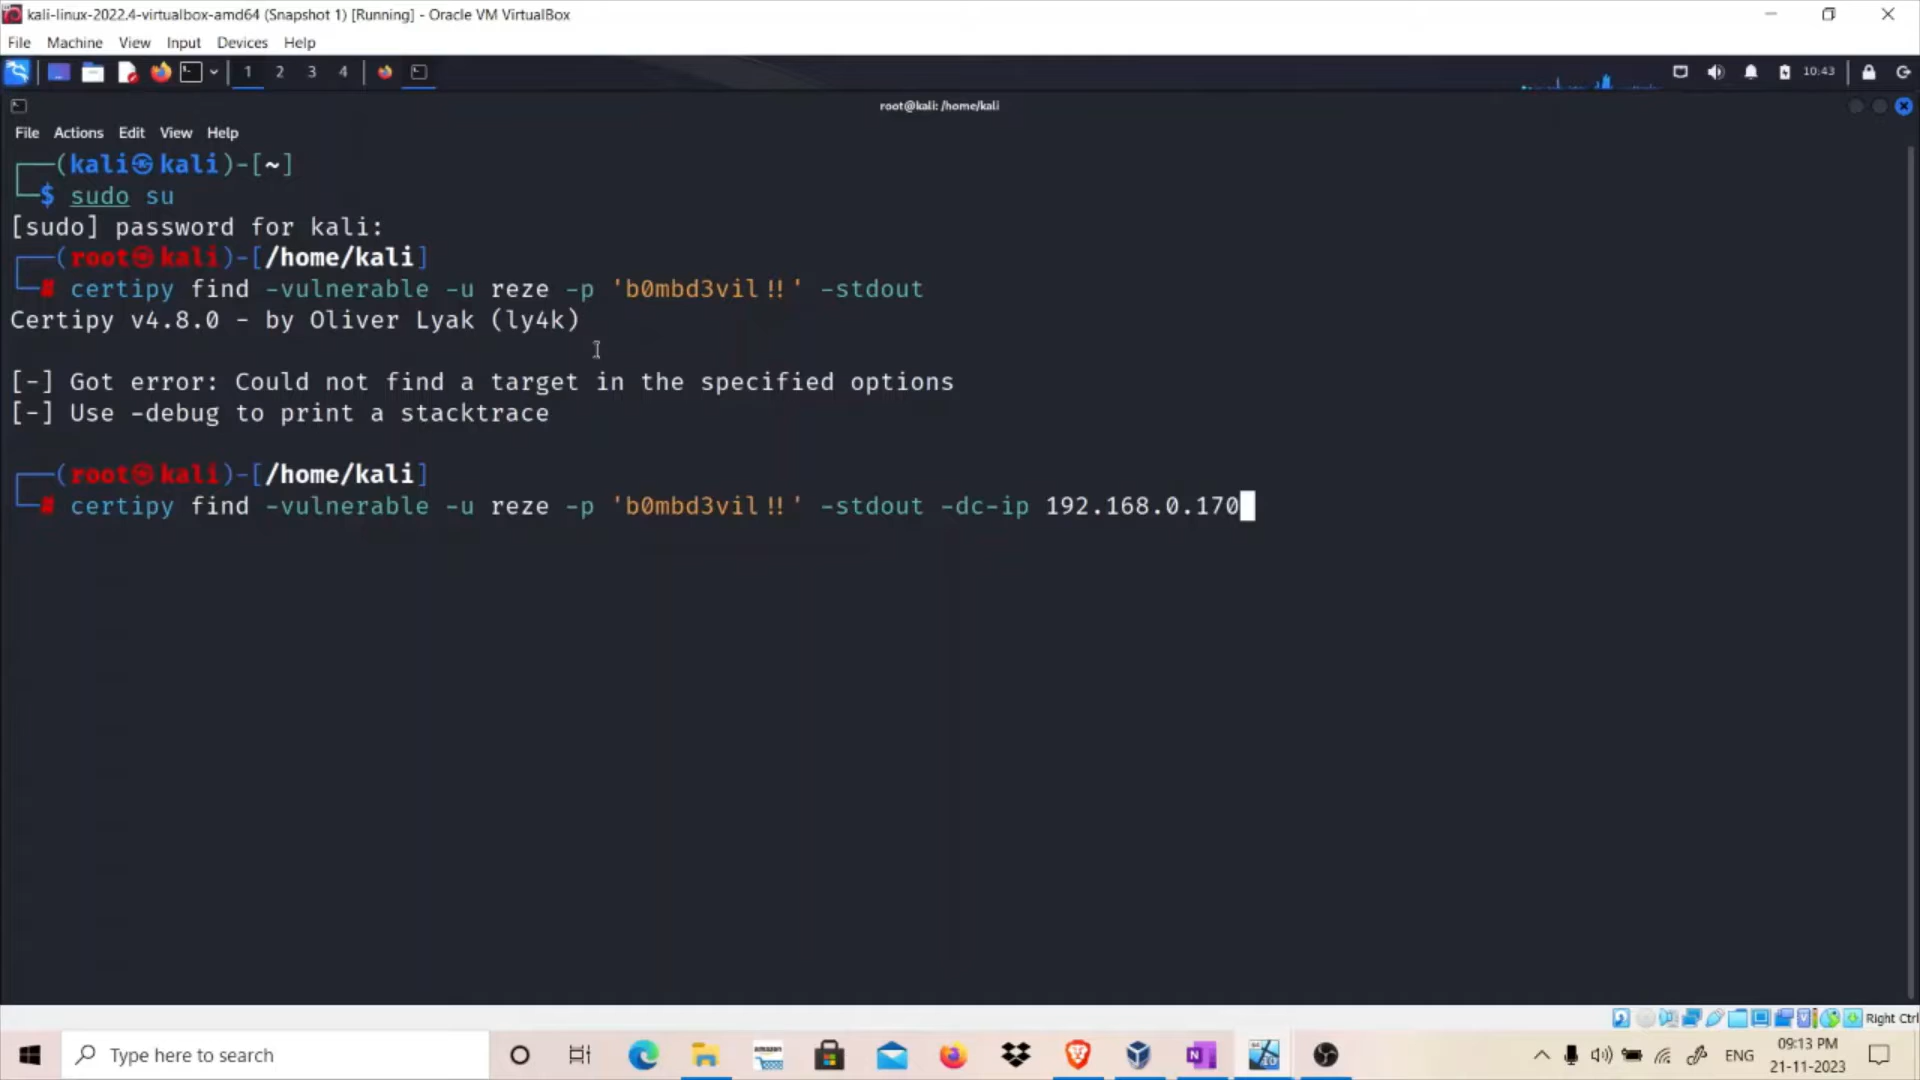 kali-linux-2022.4-virtualbox-amd64 (Snapshot 1) [Running] - Oracle VM VirtualBox
File Machine View Input Devices Help
1 2 3 4 10:43
root@kali: /home/kali
File Actions Edit View Help
┌──(kali㉿kali)-[~]
└─$ sudo su
[sudo] password for kali:
┌──(root㉿kali)-[/home/kali]
└─# certipy find -vulnerable -u reze -p 'b0mbd3vil!!' -stdout
Certipy v4.8.0 - by Oliver Lyak (ly4k)
[-] Got error: Could not find a target in the specified options
[-] Use -debug to print a stacktrace
┌──(root㉿kali)-[/home/kali]
└─# certipy find -vulnerable -u reze -p 'b0mbd3vil!!' -stdout -dc-ip 192.168.0.170
Right Ctrl
Type here to search
ENG
09:13 PM
21-11-2023